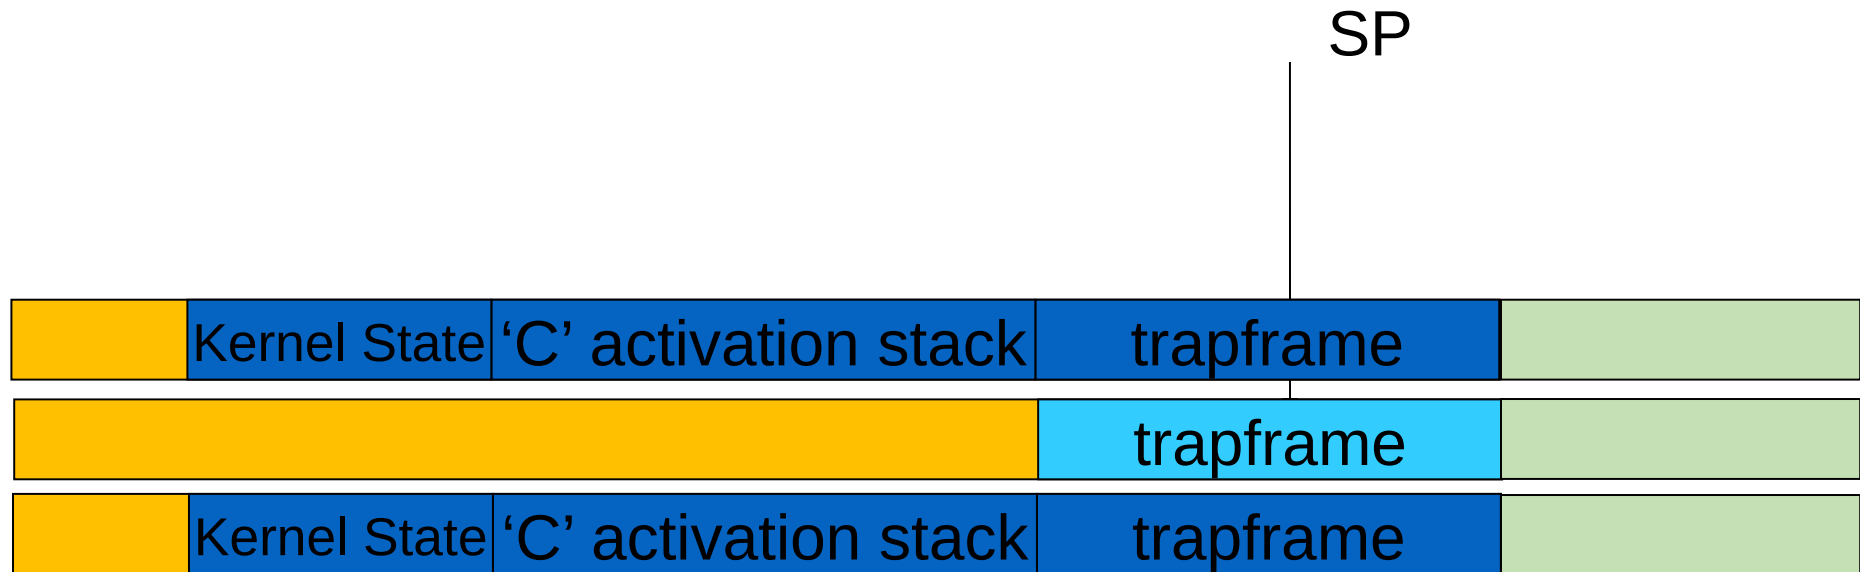 SP
Kernel State ‘C’ activation stack trapframe
trapframe
Kernel State ‘C’ activation stack trapframe